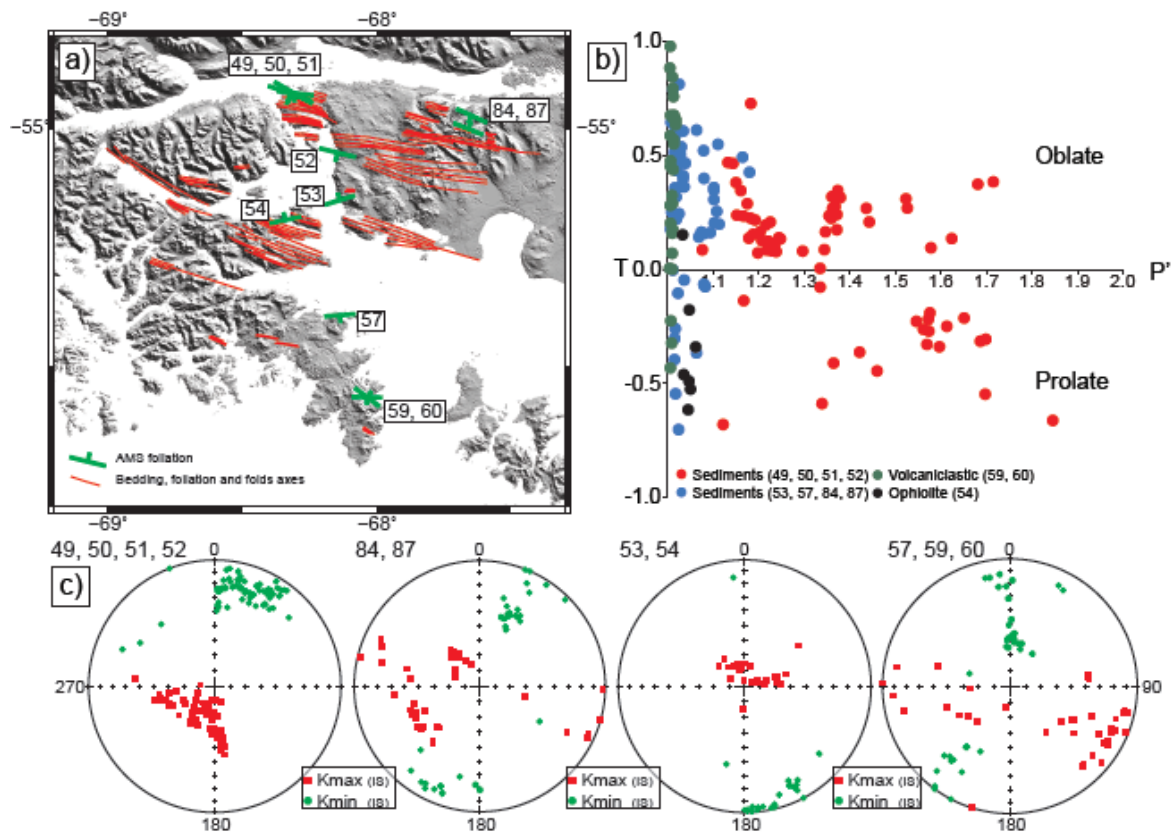 −69° −68°
a)
49, 50, 51
84, 87
−55°
52
53
54
57
59, 60
AMS foliation
Bedding, foliation and folds axes
−69° −68°
b)
1.0
−55°
0.5
Oblate
T 0.0
1.1 1.2 1.3 1.4 1.5 1.6 1.7 1.8 1.9 2.0
P'
-0.5
Prolate
Sediments (49, 50, 51, 52) Volcaniclastic (59, 60)
Sediments (53, 57, 84, 87) Ophiolite (54)
-1.0
c)
49, 50, 51, 52 0 84, 87 0 53, 54 0 57, 59, 60 0
270 90
Kmax (IS) Kmax (IS) Kmax (IS)
Kmin (IS) Kmin (IS) Kmin (IS)
180 180 180